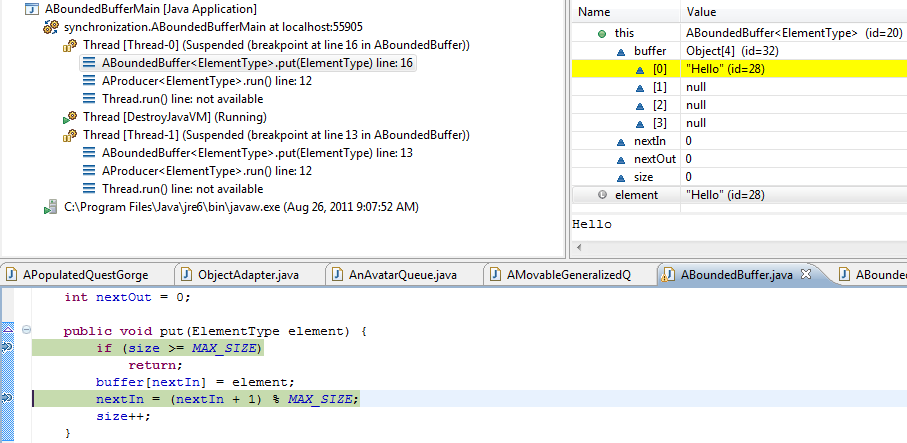 ABoundedBufferMain [Java Application]
synchronization.ABoundedBufferMain at localhost:55905
Thread [Thread-0] (Suspended (breakpoint at line 16 in ABoundedBuffer))
ABoundedBuffer<ElementType>.put(ElementType) line: 16
AProducer<ElementType>.run() line: 12
Thread.run() line: not available
Thread [DestroyJavaVM] (Running)
Thread [Thread-1] (Suspended (breakpoint at line 13 in ABoundedBuffer))
ABoundedBuffer<ElementType>.put(ElementType) line: 13
AProducer<ElementType>.run() line: 12
Thread.run() line: not available
C:\Program Files\Java\jre6\bin\javaw.exe (Aug 26, 2011 9:07:52 AM)
Name Value
this ABoundedBuffer<ElementType> (id=20)
buffer Object[4] (id=32)
[0] "Hello" (id=28)
[1] null
[2] null
[3] null
nextIn 0
nextOut 0
size 0
element "Hello" (id=28)
Hello
APopulatedQuestGorge ObjectAdapter.java AnAvatarQueue.java AMovableGeneralizedQ ABoundedBuffer.java ABounded
int nextOut = 0;
public void put(ElementType element) {
if (size >= MAX_SIZE)
return;
buffer[nextIn] = element;
nextIn = (nextIn + 1) % MAX_SIZE;
size++;
}